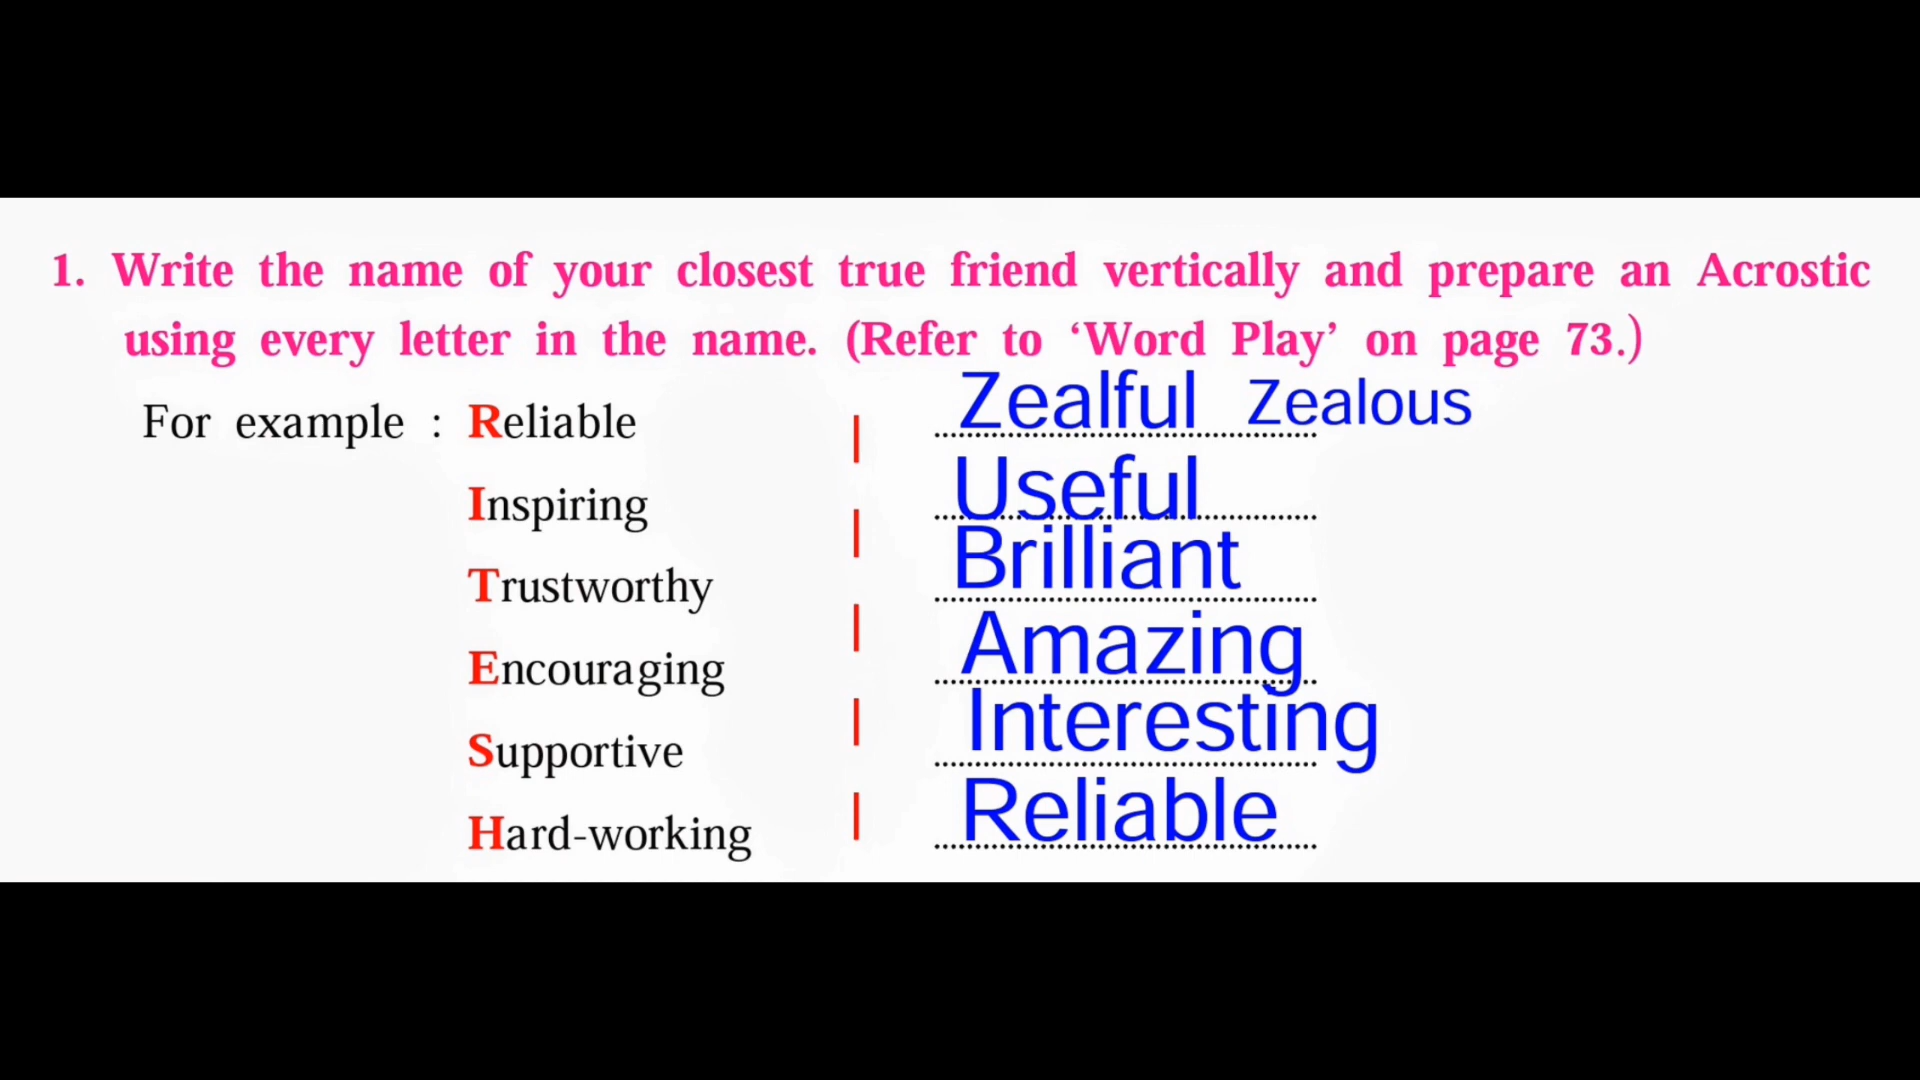 1. Write the name of your closest true friend vertically and prepare an Acrostic
using every letter in the name. (Refer to ‘Word Play’ on page 73.)
For example : Reliable
Inspiring
Trustworthy
Encouraging
Supportive
Hard-working
Zealful Zealous
Useful
Brilliant
Amazing
Interesting
Reliable